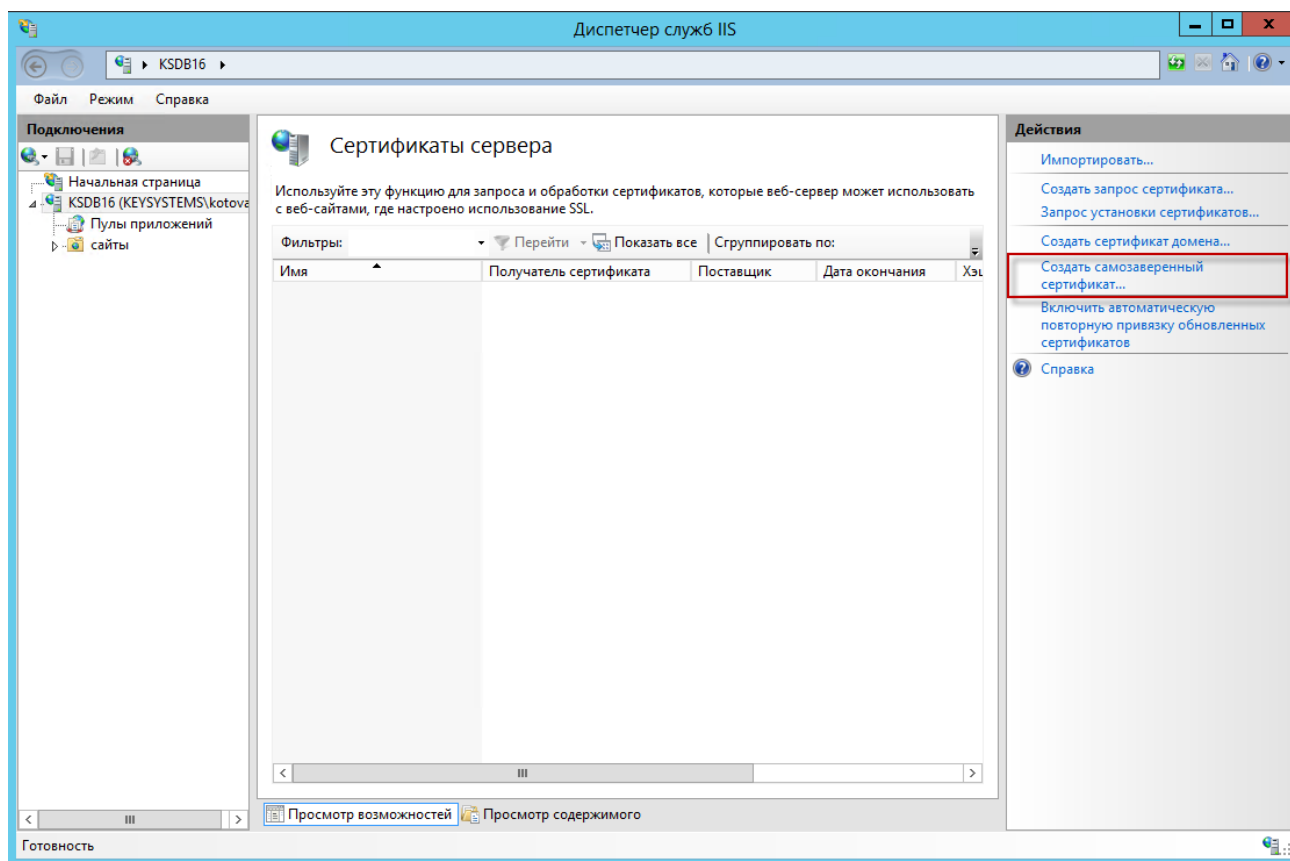 Диспетчер служб IIS
KSDB16
Файл Режим Справка
Подключения
Начальная страница
KSDB16 (KEYSYSTEMS\kotova
Пулы приложений
сайты
Сертификаты сервера
Используйте эту функцию для запроса и обработки сертификатов, которые веб-сервер может использовать
с веб-сайтами, где настроено использование SSL.
Фильтры: Перейти Показать все Сгруппировать по:
Имя Получатель сертификата Поставщик Дата окончания Хэш
Просмотр возможностей Просмотр содержимого
Действия
Импортировать...
Создать запрос сертификата...
Запрос установки сертификатов...
Создать сертификат домена...
Создать самозаверенный
сертификат...
Включить автоматическую
повторную привязку обновленных
сертификатов
Справка
Готовность